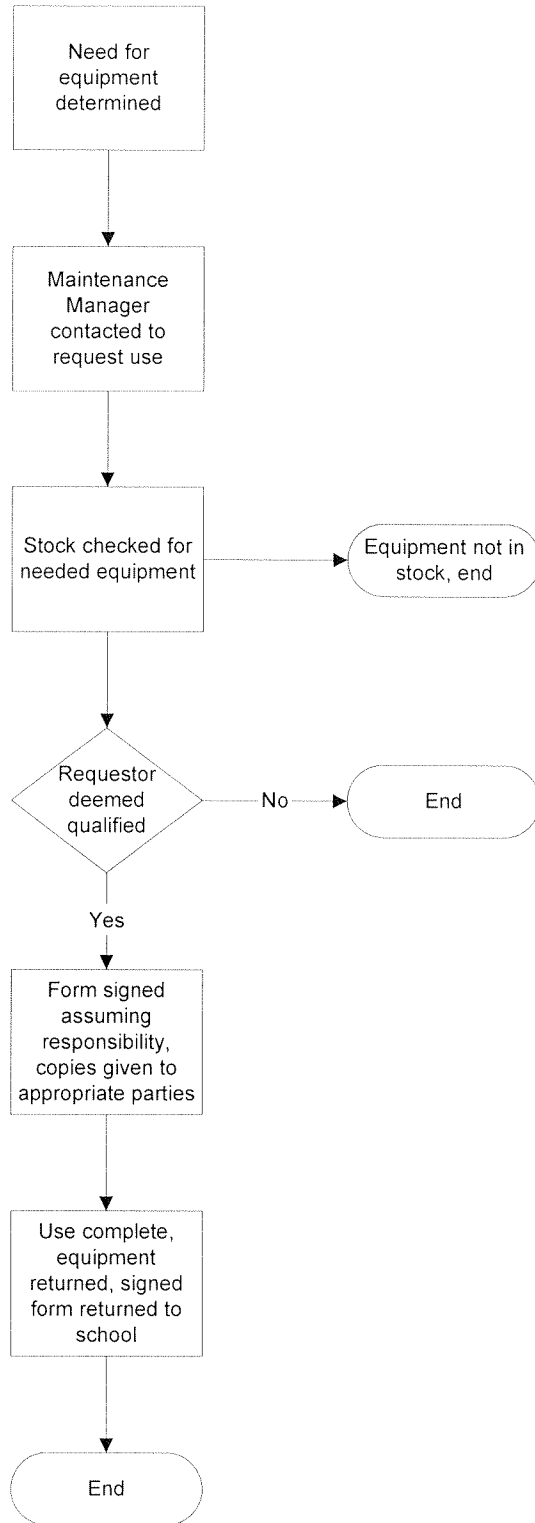 Need for
equipment
determined
Maintenance
Manager
contacted to
request use
Stock checked for
needed equipment
Equipment not in
stock, end
Requestor
deemed
qualified
No
End
Yes
Form signed
assuming
responsibility,
copies given to
appropriate parties
Use complete,
equipment
returned, signed
form returned to
school
End